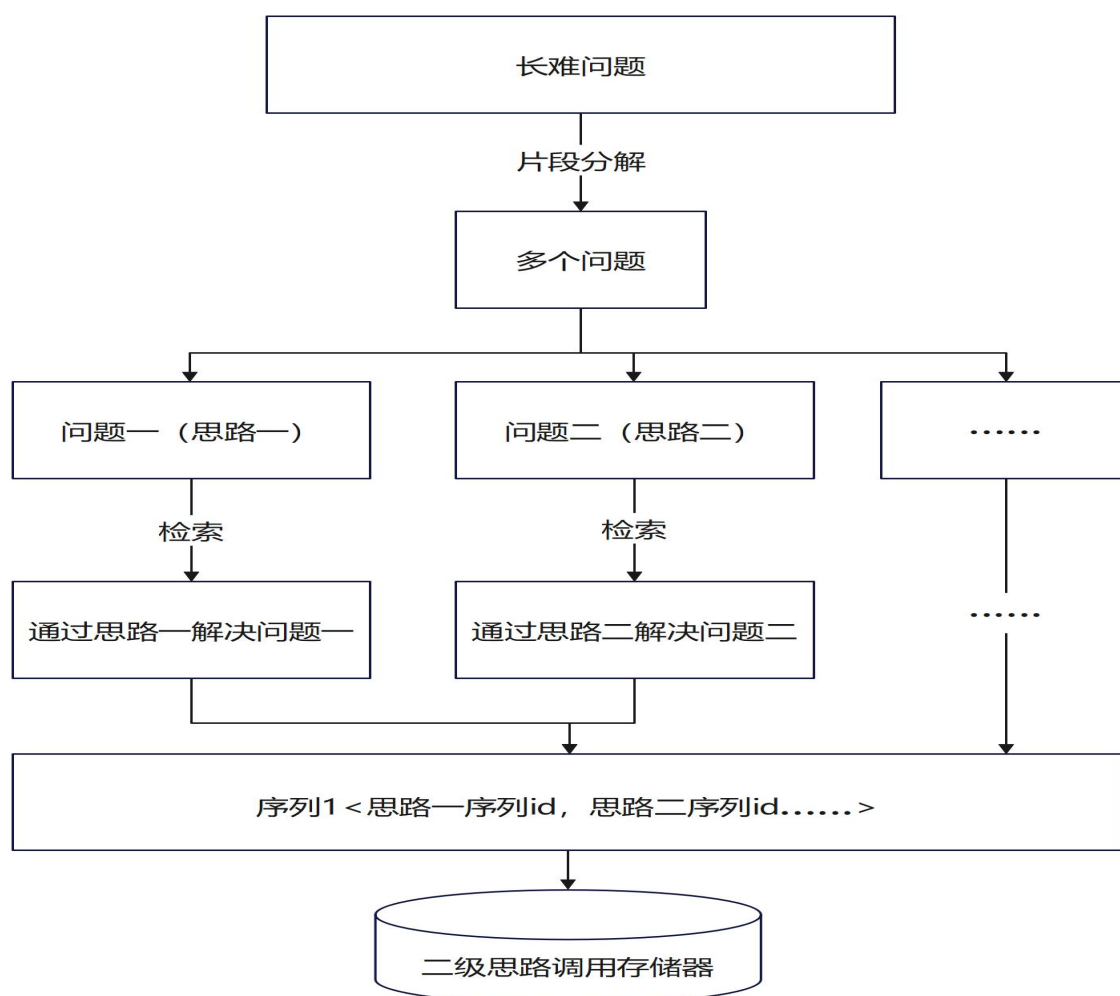 长难问题
片段分解
多个问题
问题一（思路一）
问题二（思路二）
……
检索
检索
通过思路一解决问题一
通过思路二解决问题二
……
序列1<思路一序列id，思路二序列id……>
二级思路调用存储器